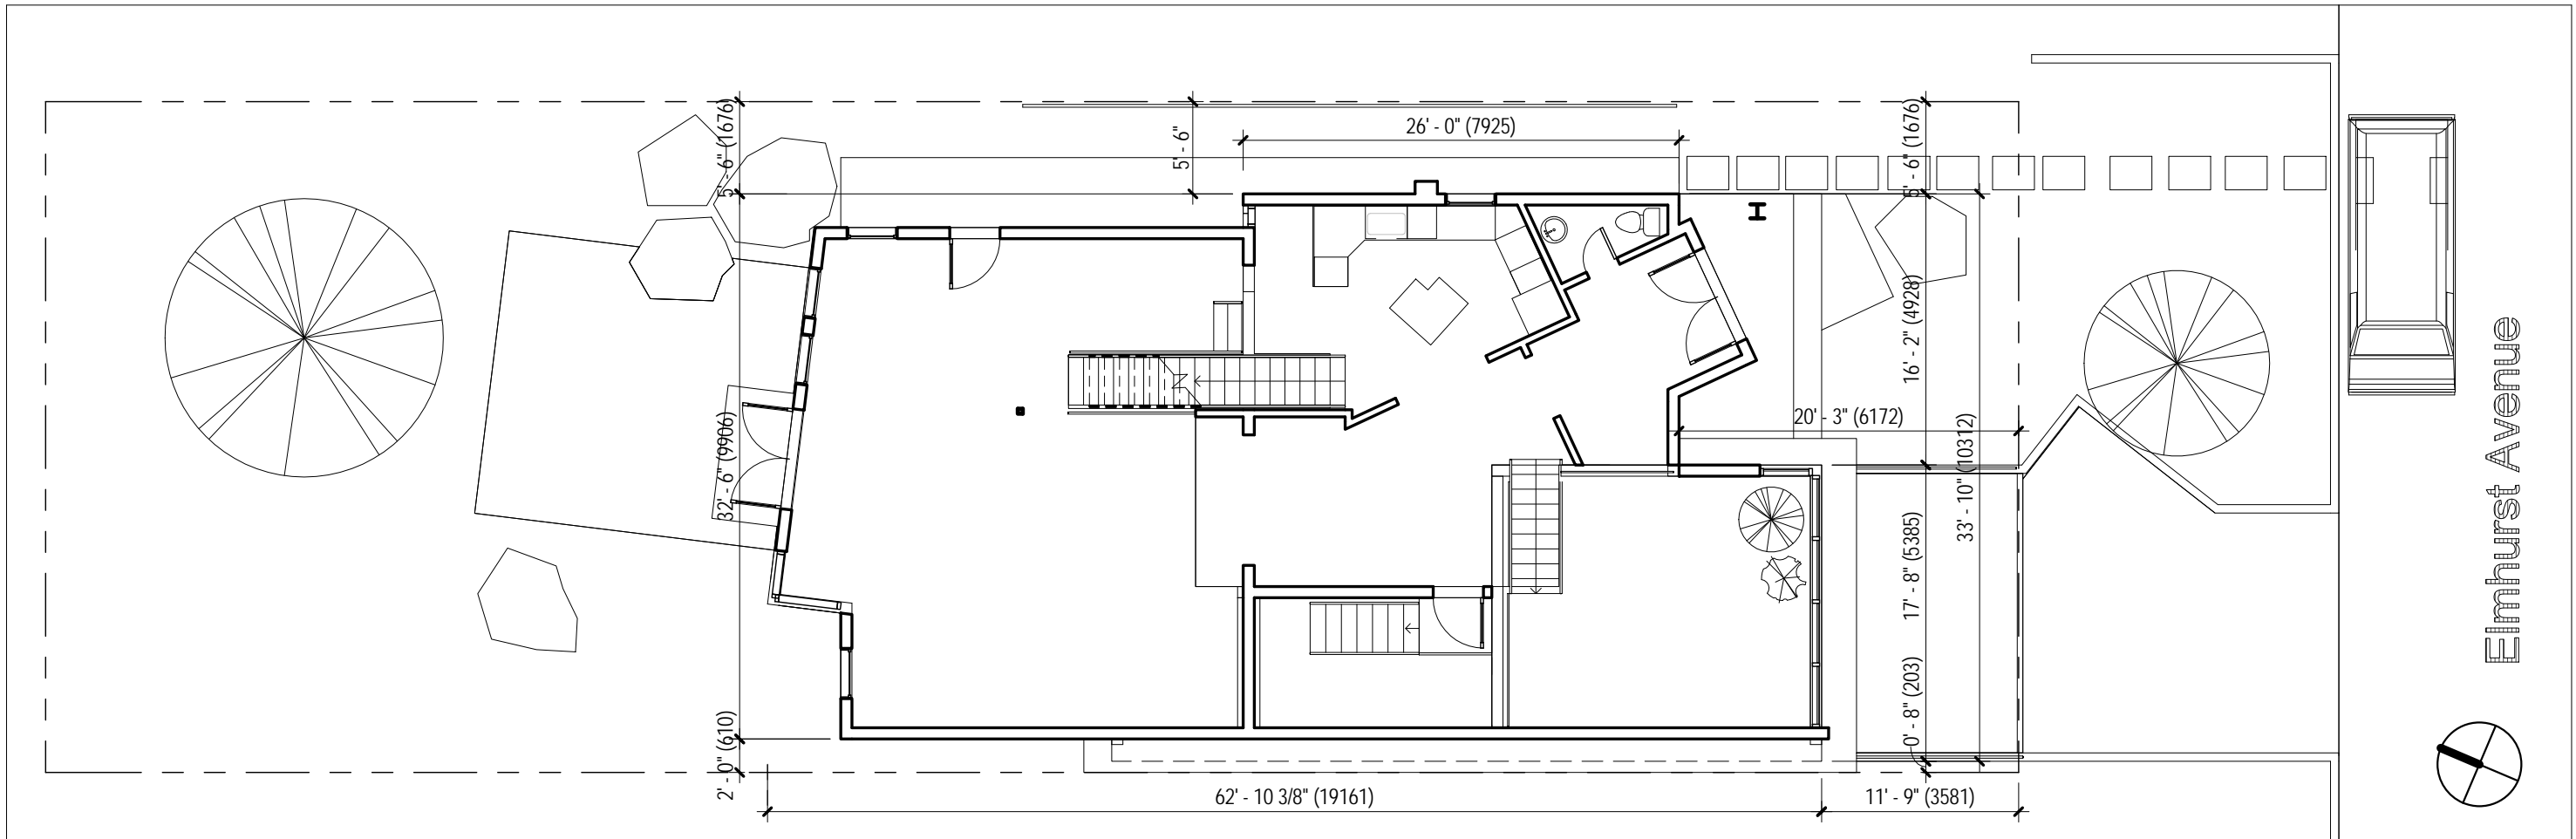 5' - 6" (1676)
5' - 6"
26' - 0" (7925)
5' - 6" (1676)
16' - 2" (4928)
20' - 3" (6172)
32' - 6" (9906)
33' - 10" (10312)
17' - 8" (5385)
0' - 8" (203)
2' - 0" (610)
62' - 10 3/8" (19161)
11' - 9" (3581)
Elmhurst Avenue